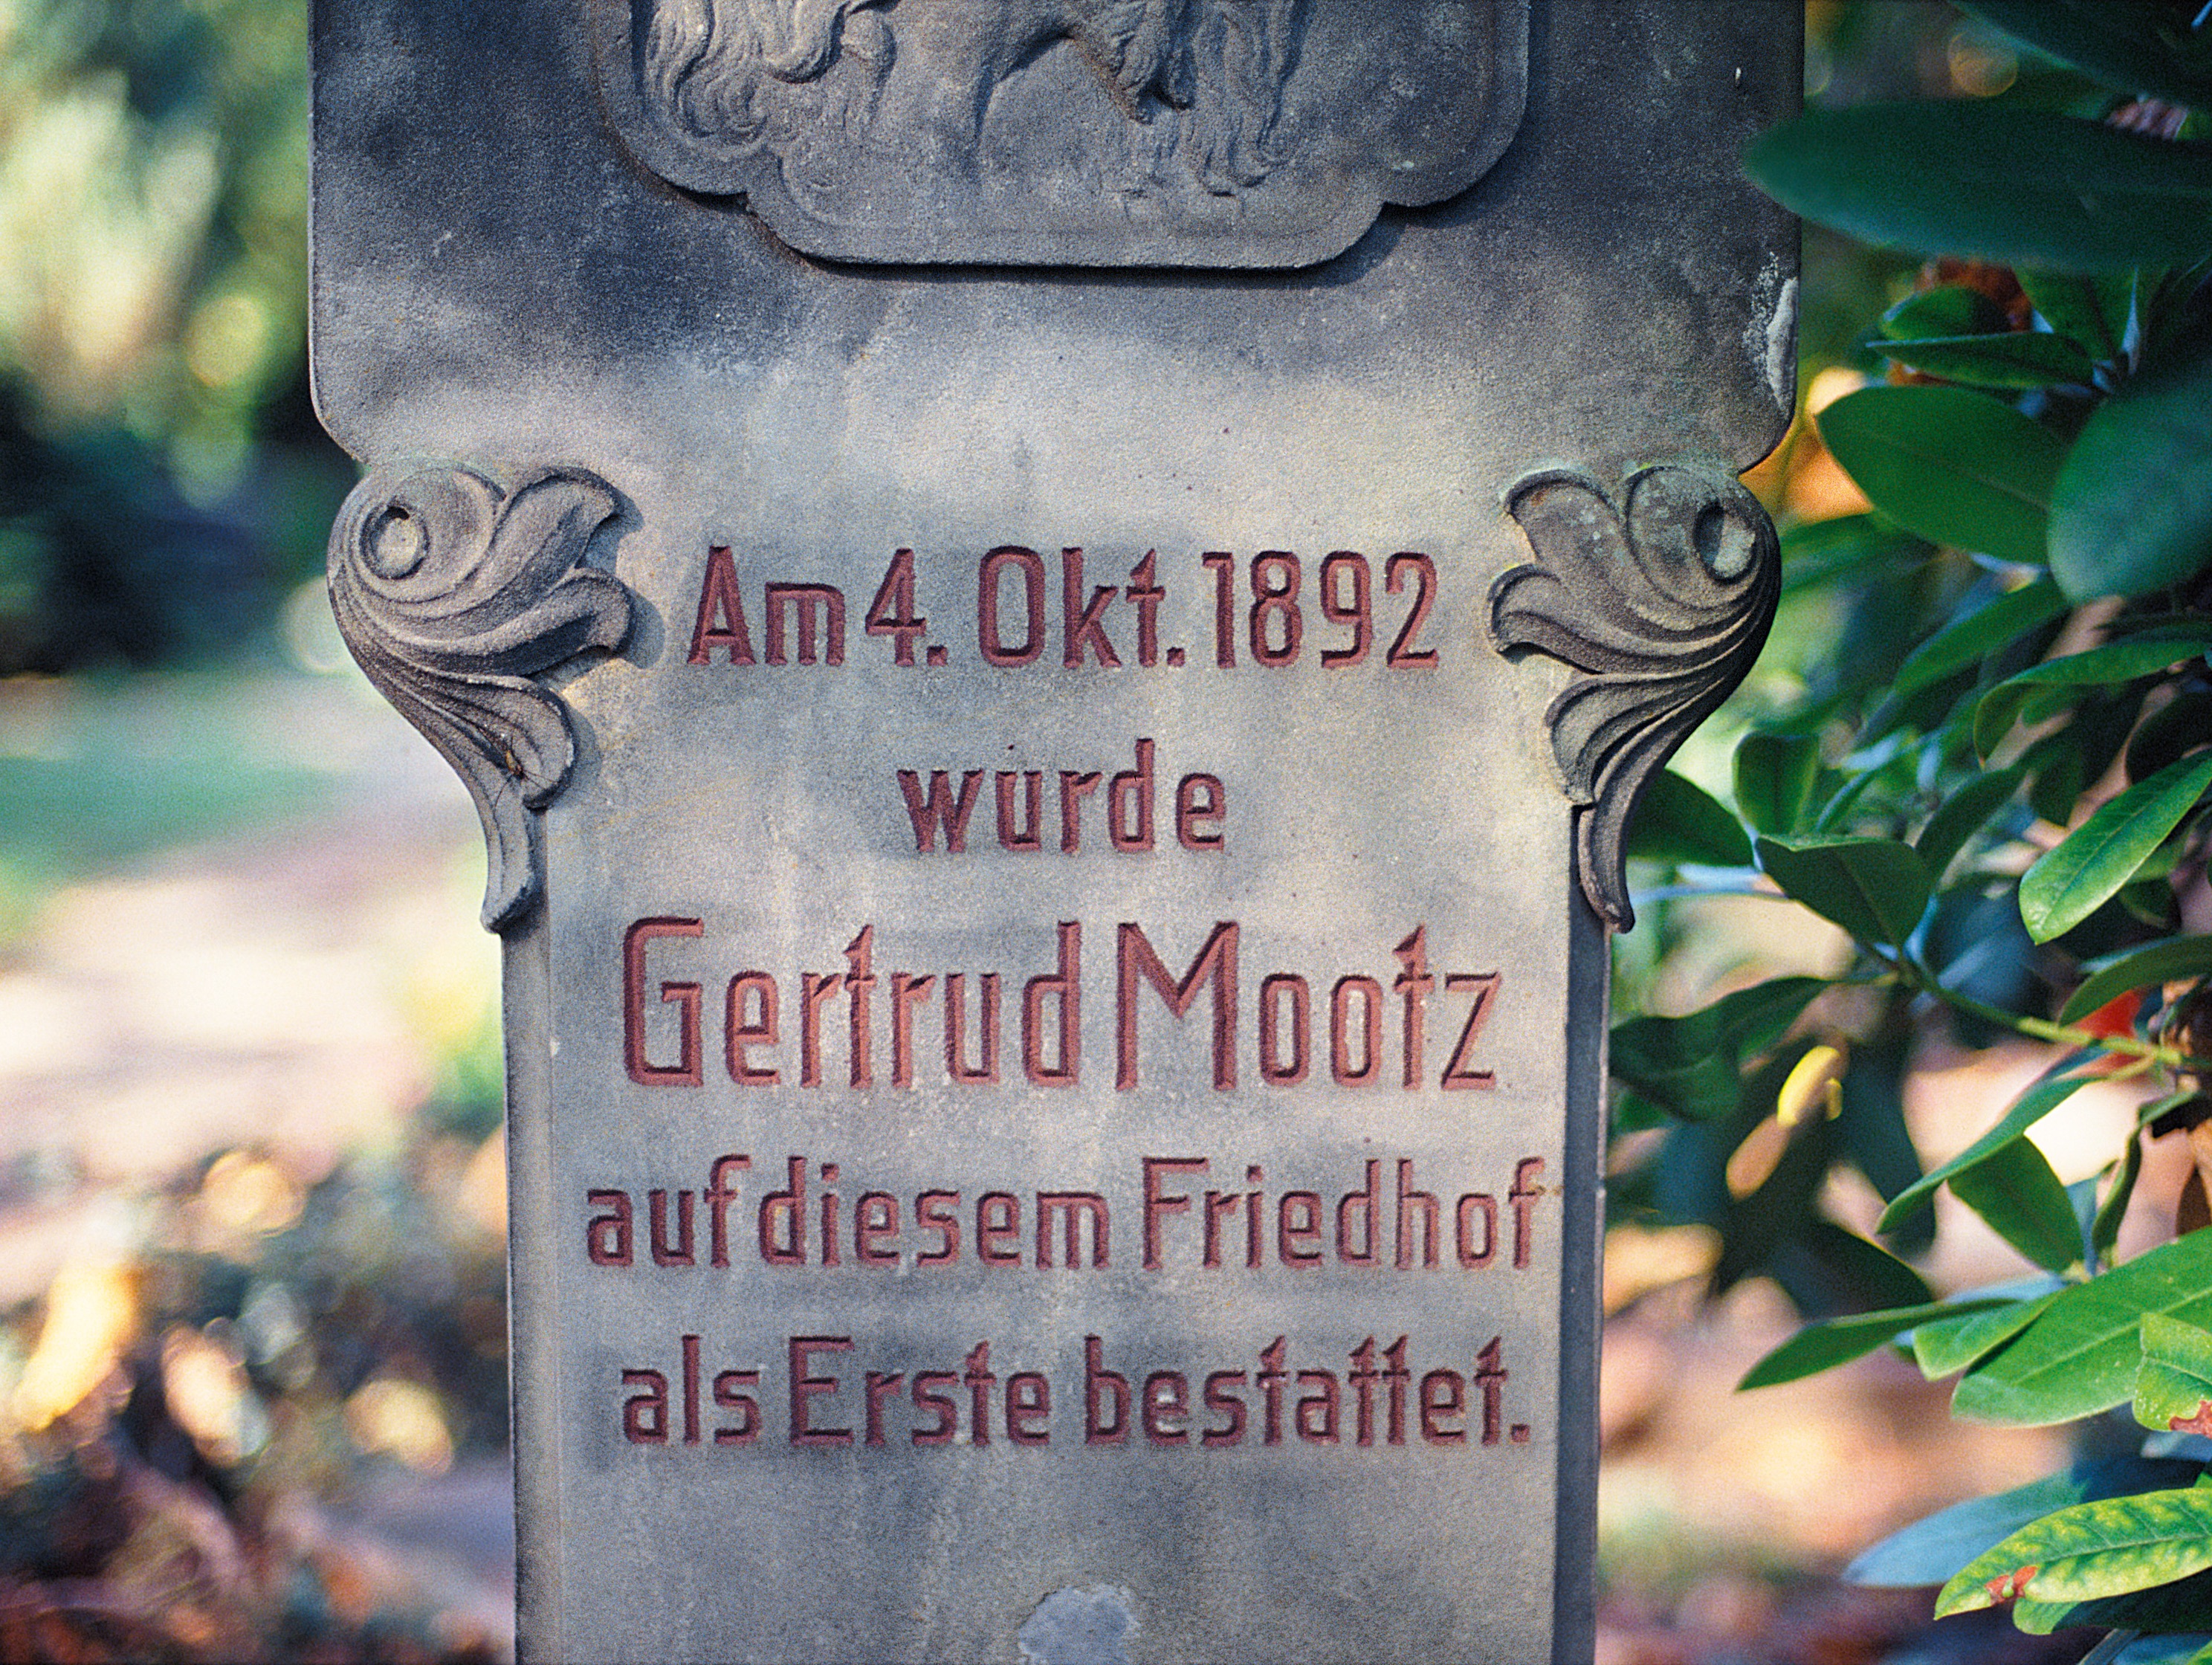 Am 4. Okt. 1892
wurde
Gertrud Mootz
auf diesem Friedhof
als Erste bestattet.